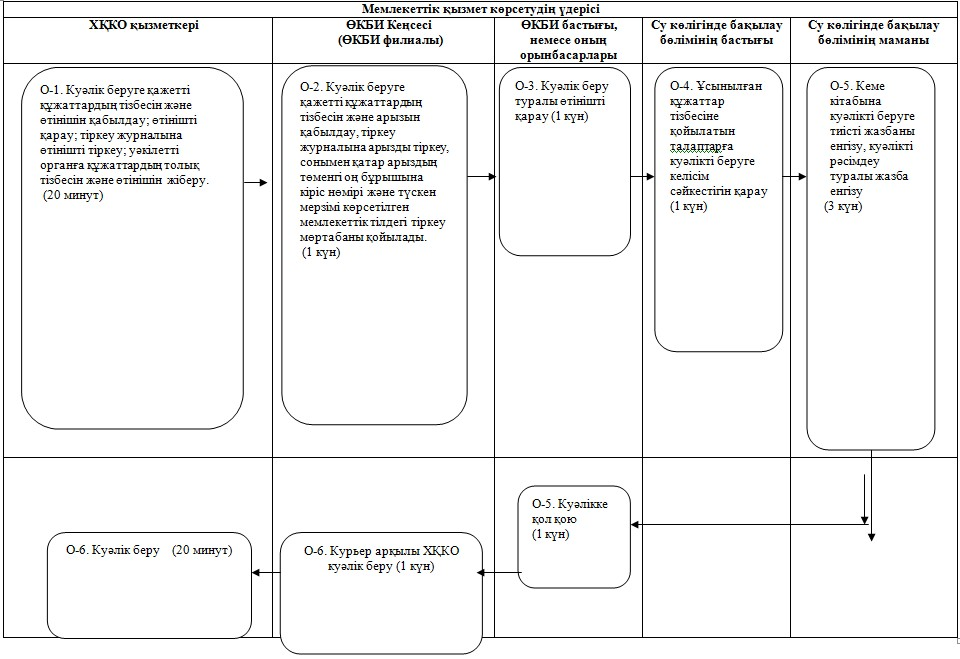 Мемлекеттік қызмет көрсетудің үдерісі
ХҚКО қызметкері
ӨКБИ Кеңсесі
(ӨКБИ филиалы)
ӨКБИ бастығы,
немесе оның
орынбасарлары
Су көлігінде бақылау
бөлімінің бастығы
Су көлігінде бақылау
бөлімінің маманы
О-1. Куәлік беруге қажетті
құжаттардың тізбесін және
өтінішін қабылдау; өтінішті
қарау; тіркеу журналына
өтінішті тіркеу; уәкілетті
органға құжаттардың толық
тізбесін және өтінішін жіберу.
(20 минут)
О-2. Куәлік беруге
қажетті құжаттардың
тізбесін және арызын
қабылдау, тіркеу
журналына арызды тіркеу,
сонымен қатар арыздың
төменгі оң бұрышына
кіріс нөмірі және түскен
мерзімі көрсетілген
мемлекеттік тілдегі тіркеу
мөртабаны қойылады.
(1 күн)
О-3. Куәлік беру
туралы өтінішті
қарау (1 күн)
О-4. Ұсынылған
құжаттар
тізбесіне
қойылатын
талаптарға
куәлікті беруге
келісім
сәйкестігін қарау
(1 күн)
О-5. Кеме
кітабына
куәлікті беруге
тиісті жазбаны
енгізу, куәлікті
рәсімдеу
туралы жазба
енгізу
(3 күн)
О-5. Куәлікке
қол қою
(1 күн)
О-6. Куәлік беру (20 минут)
О-6. Курьер арқылы ХҚКО
куәлік беру (1 күн)